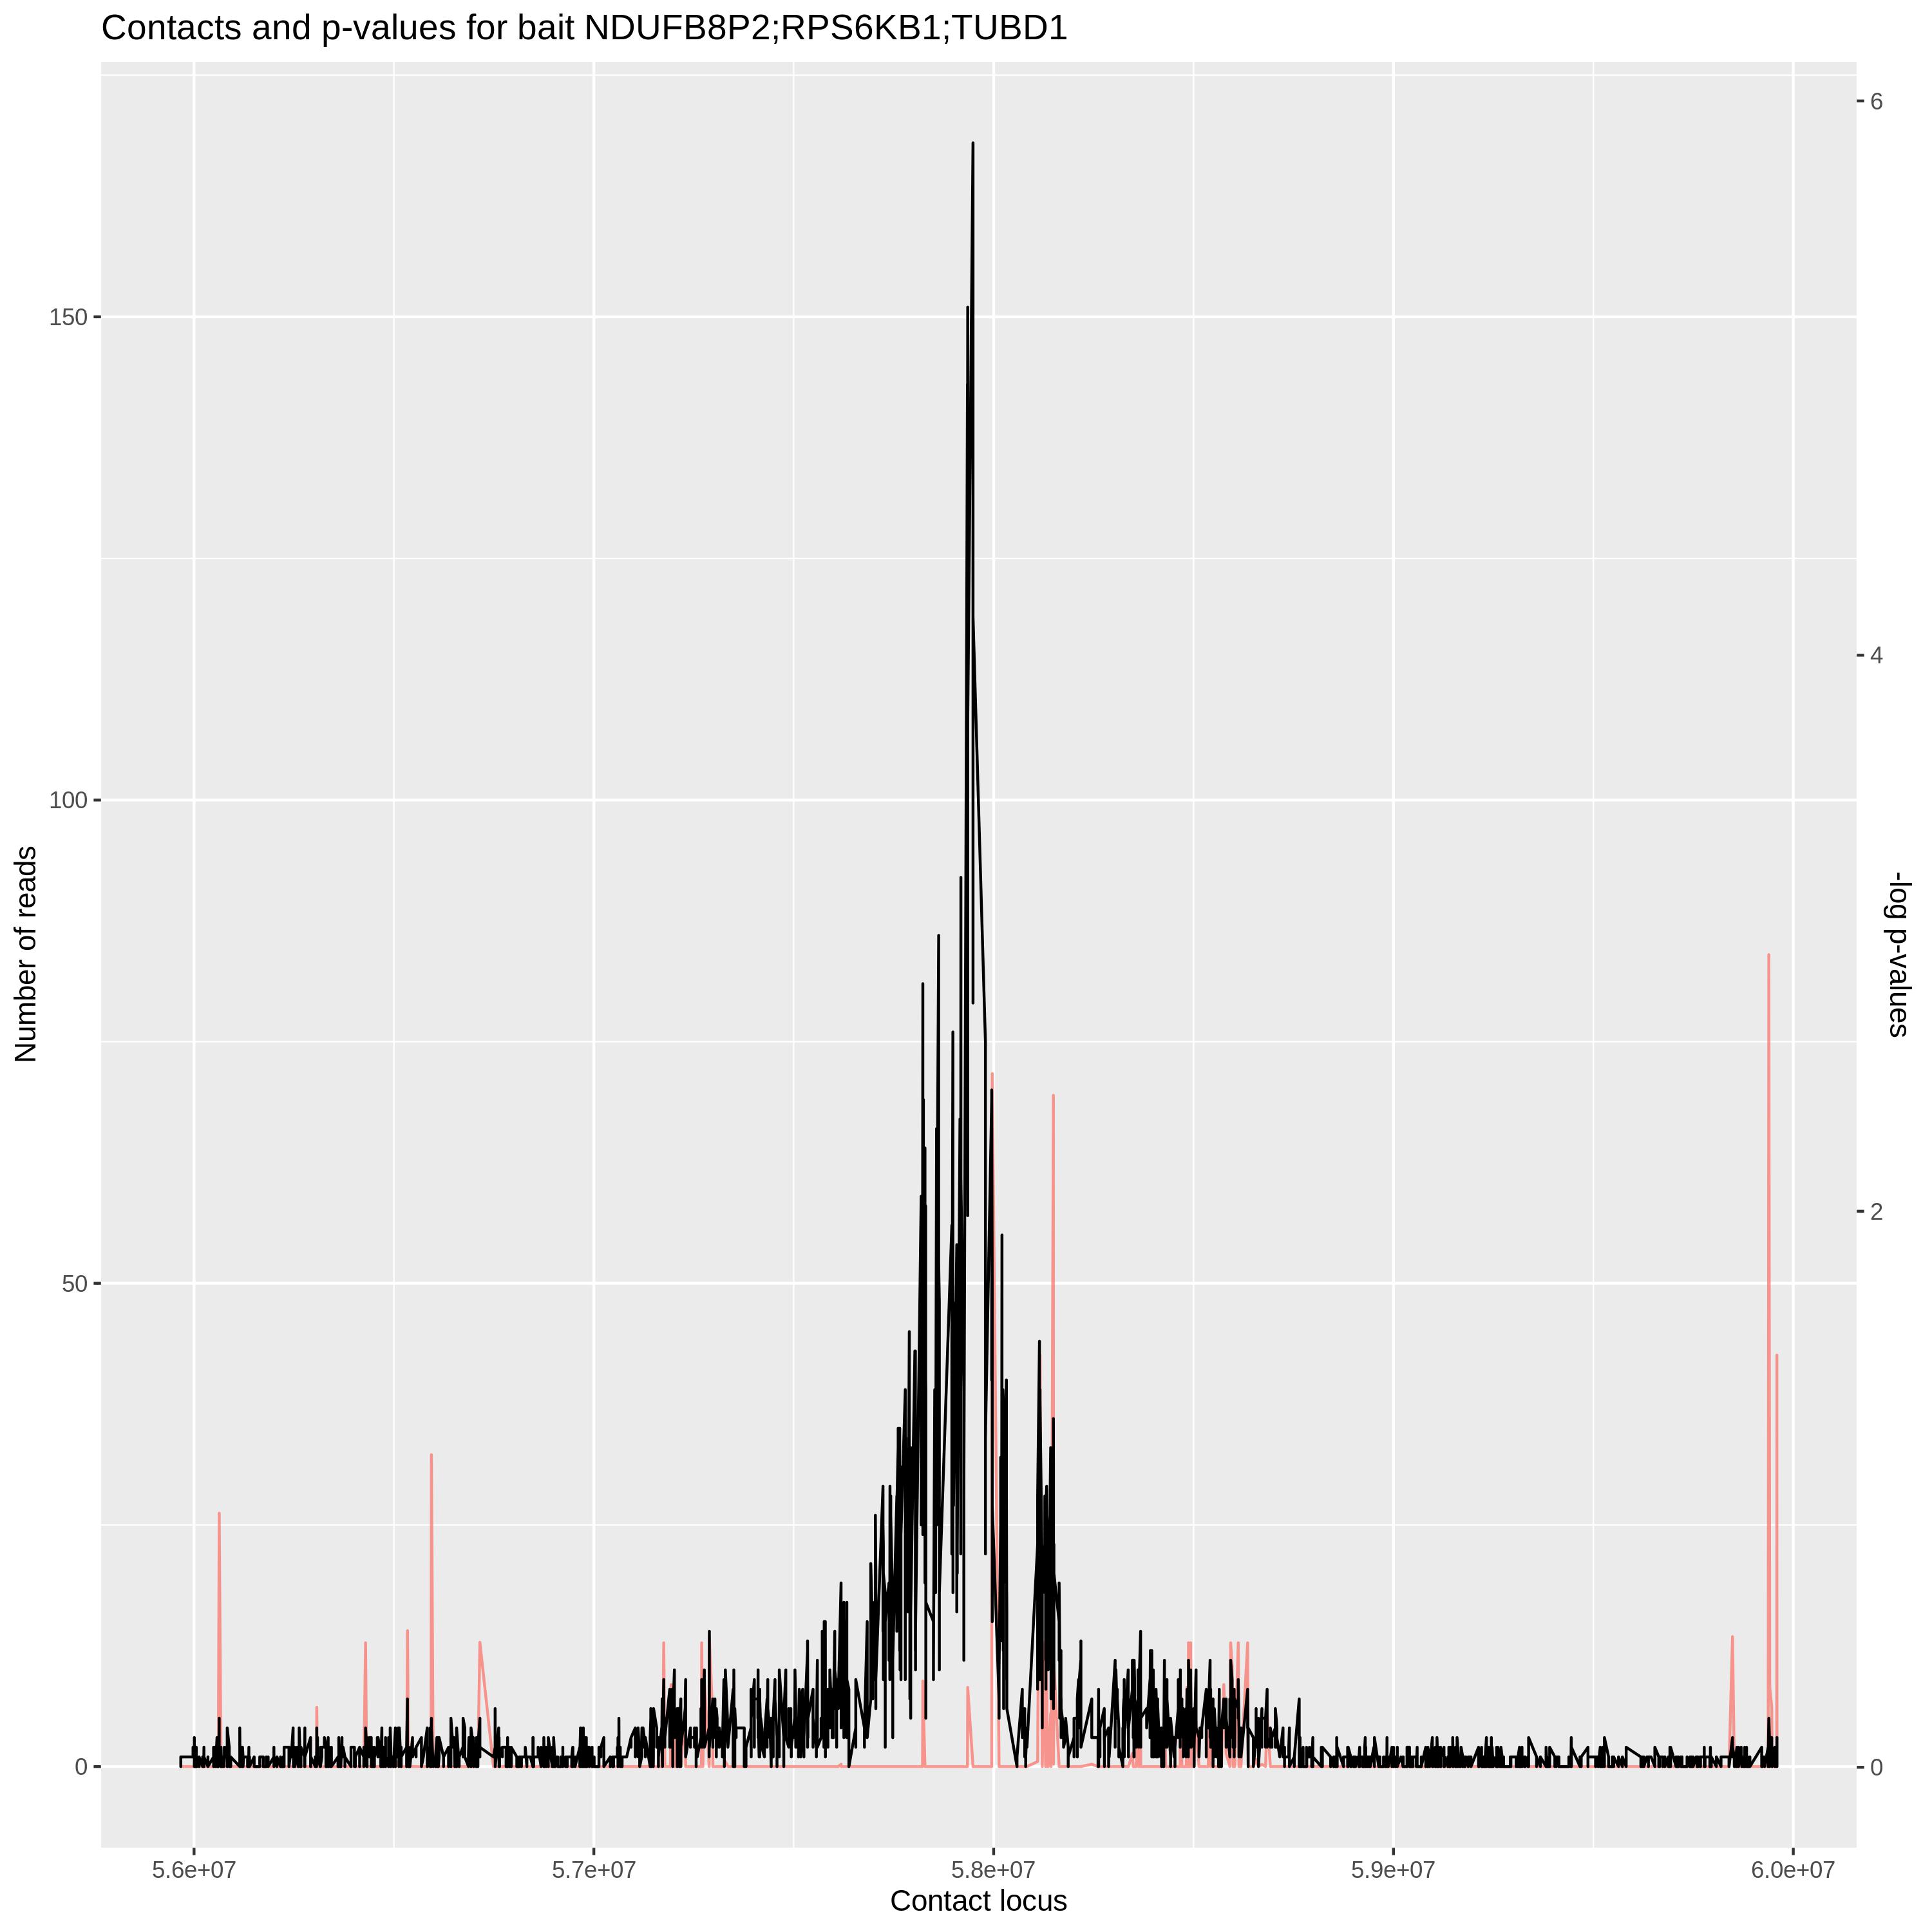 Contacts and p-values for bait NDUFB8P2;RPS6KB1;TUBD1
Number of reads
150
100
50
0
6
4
2
0
-log p-values
5.6e+07
5.7e+07
5.8e+07
5.9e+07
6.0e+07
Contact locus